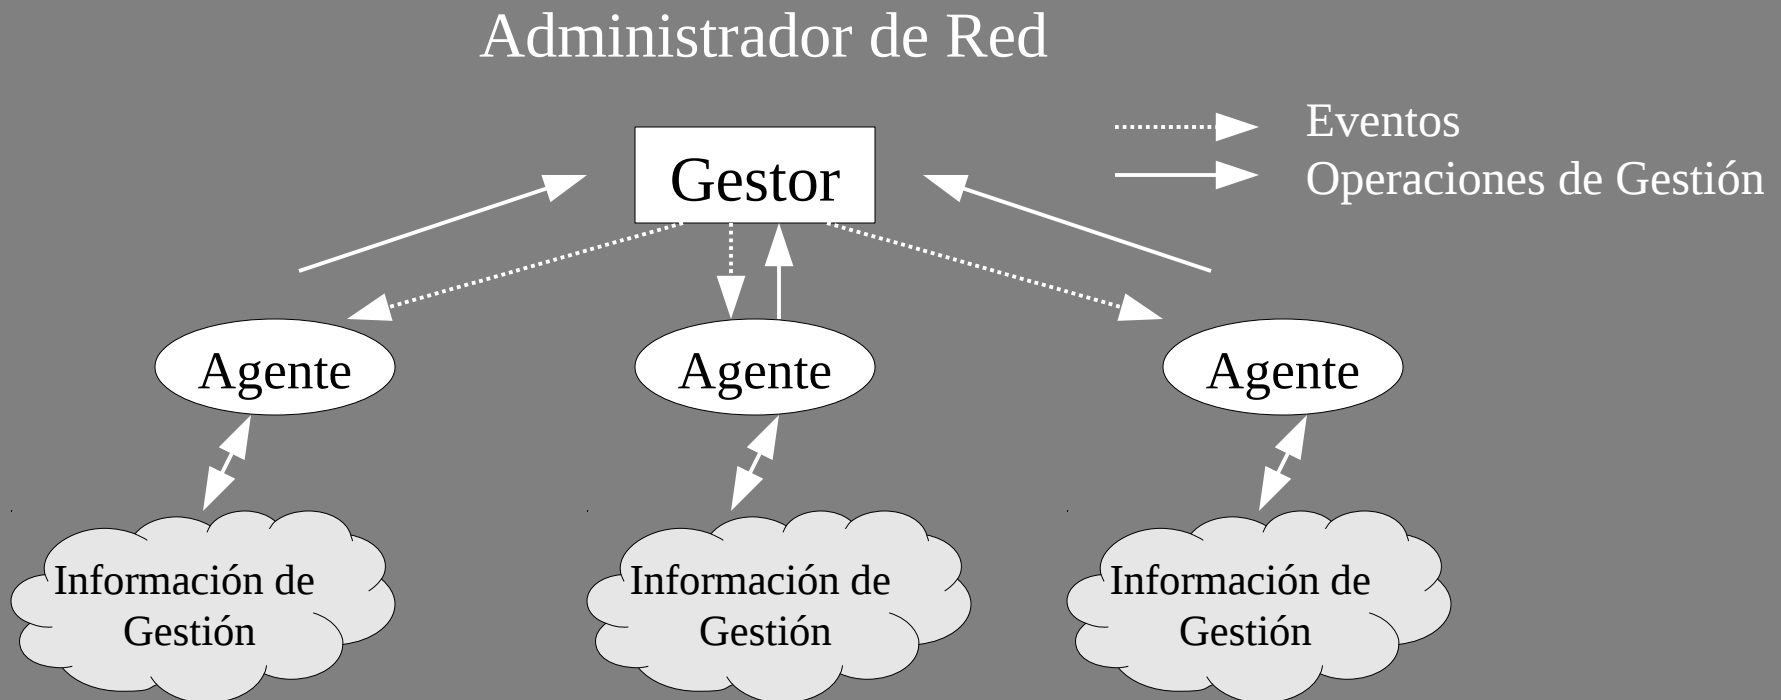 Administrador de Red
Eventos
Operaciones de Gestión
Gestor
Agente
Agente
Agente
Información de
Gestión
Información de
Gestión
Información de
Gestión